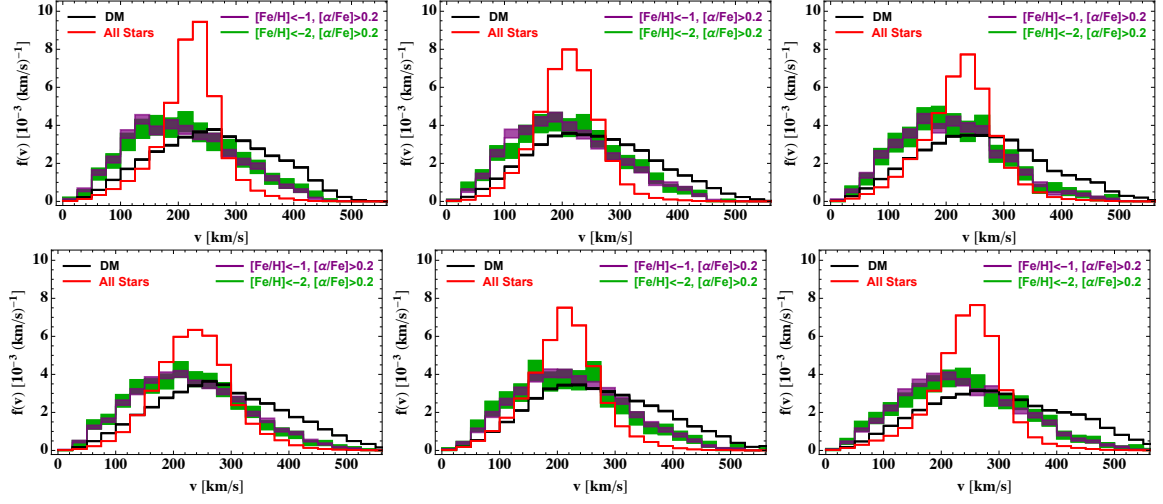 f(v) [10⁻³ (km/s)⁻¹]
10
8
6
4
2
0
DM [Fe/H]<−1, [α/Fe]>0.2
All Stars [Fe/H]<−2, [α/Fe]>0.2
0 100 200 300 400 500
v [km/s]
f(v) [10⁻³ (km/s)⁻¹]
10
8
6
4
2
0
DM [Fe/H]<−1, [α/Fe]>0.2
All Stars [Fe/H]<−2, [α/Fe]>0.2
0 100 200 300 400 500
v [km/s]
f(v) [10⁻³ (km/s)⁻¹]
10
8
6
4
2
0
DM [Fe/H]<−1, [α/Fe]>0.2
All Stars [Fe/H]<−2, [α/Fe]>0.2
0 100 200 300 400 500
v [km/s]
f(v) [10⁻³ (km/s)⁻¹]
10
8
6
4
2
0
DM [Fe/H]<−1, [α/Fe]>0.2
All Stars [Fe/H]<−2, [α/Fe]>0.2
0 100 200 300 400 500
v [km/s]
f(v) [10⁻³ (km/s)⁻¹]
10
8
6
4
2
0
DM [Fe/H]<−1, [α/Fe]>0.2
All Stars [Fe/H]<−2, [α/Fe]>0.2
0 100 200 300 400 500
v [km/s]
f(v) [10⁻³ (km/s)⁻¹]
10
8
6
4
2
0
DM [Fe/H]<−1, [α/Fe]>0.2
All Stars [Fe/H]<−2, [α/Fe]>0.2
0 100 200 300 400 500
v [km/s]